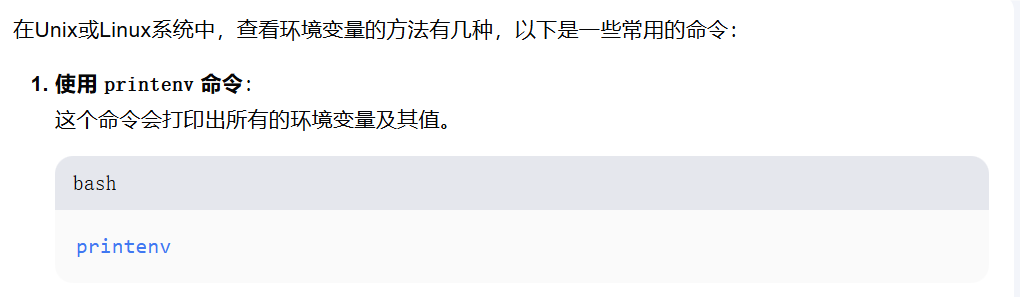 在Unix或Linux系统中，查看环境变量的方法有几种，以下是一些常用的命令：
1. 使用 printenv 命令：
这个命令会打印出所有的环境变量及其值。
bash
printenv